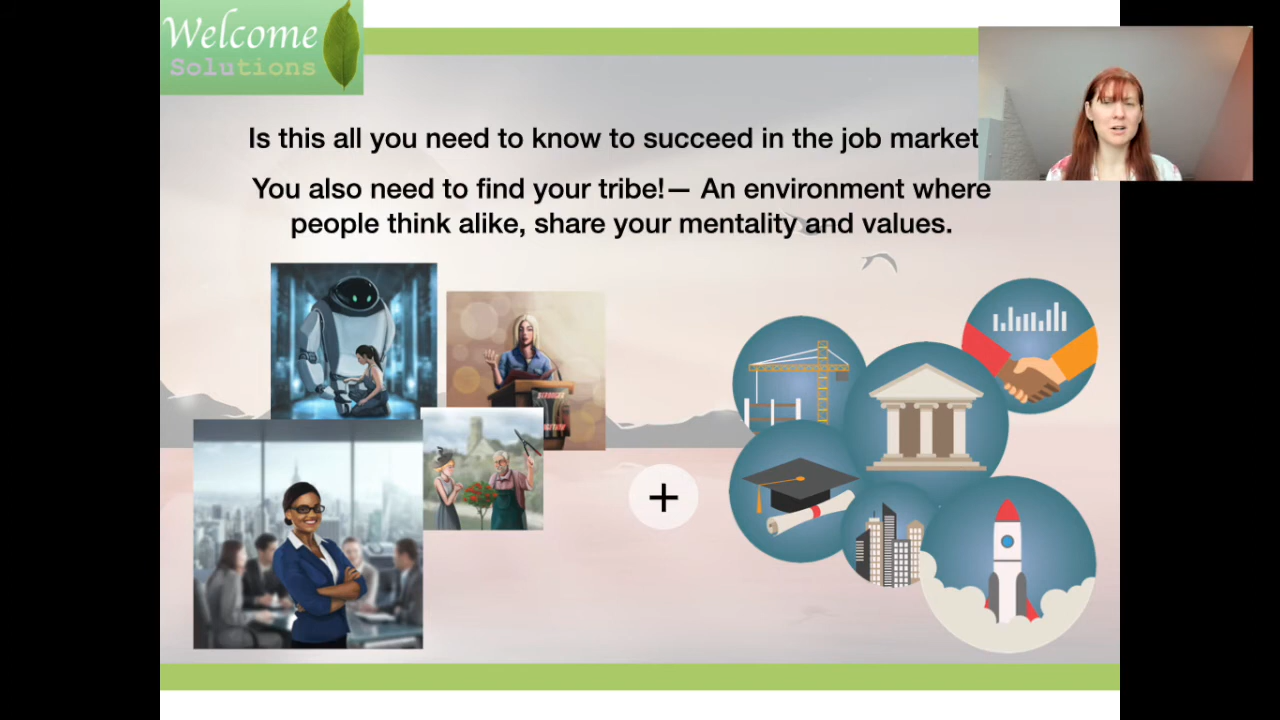 Welcome
Solutions
Is this all you need to know to succeed in the job market
You also need to find your tribe!— An environment where
people think alike, share your mentality and values.
+